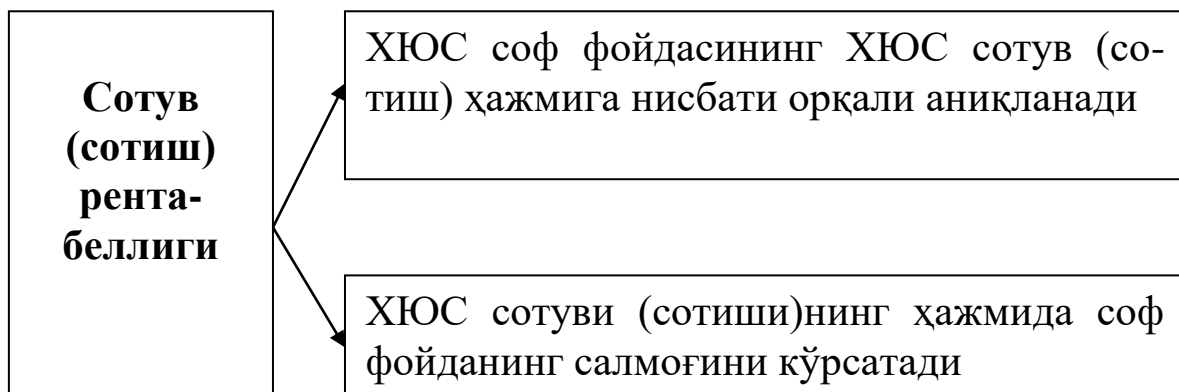 Сотув
(сотиш)
рента-
беллиги
ХЮС соф фойдасининг ХЮС сотув (со-
тиш) ҳажмига нисбати орқали аниқланади
ХЮС сотуви (сотиши)нинг ҳажмида соф
фойданинг салмоғини кўрсатади